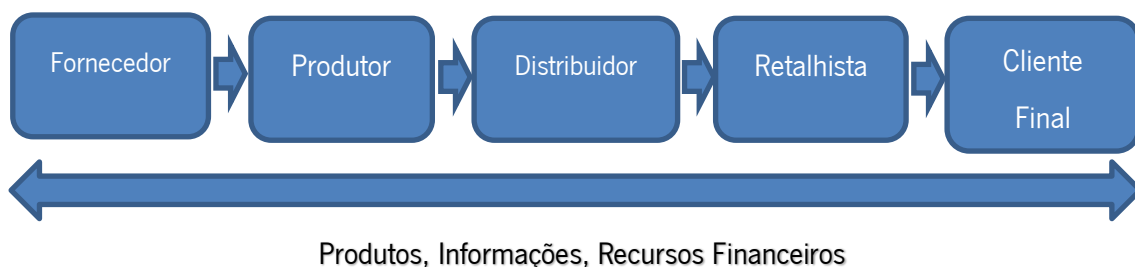 Fornecedor
Produtor
Distribuidor
Retalhista
Cliente
Final
Produtos, Informações, Recursos Financeiros